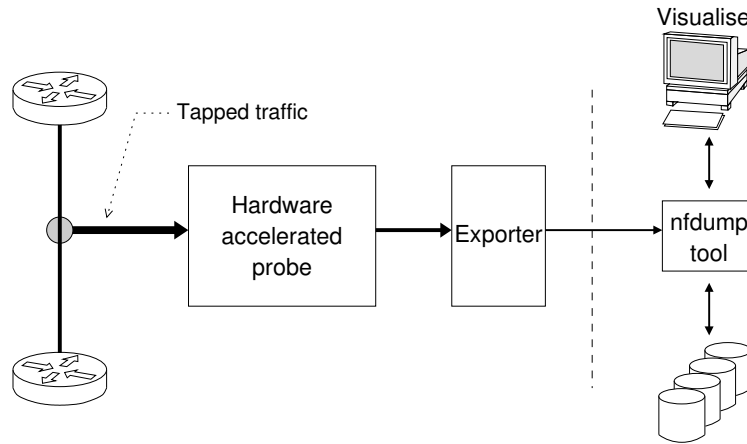 Visualise
Tapped traffic
Hardware
accelerated
probe
Exporter
nfdump
tool